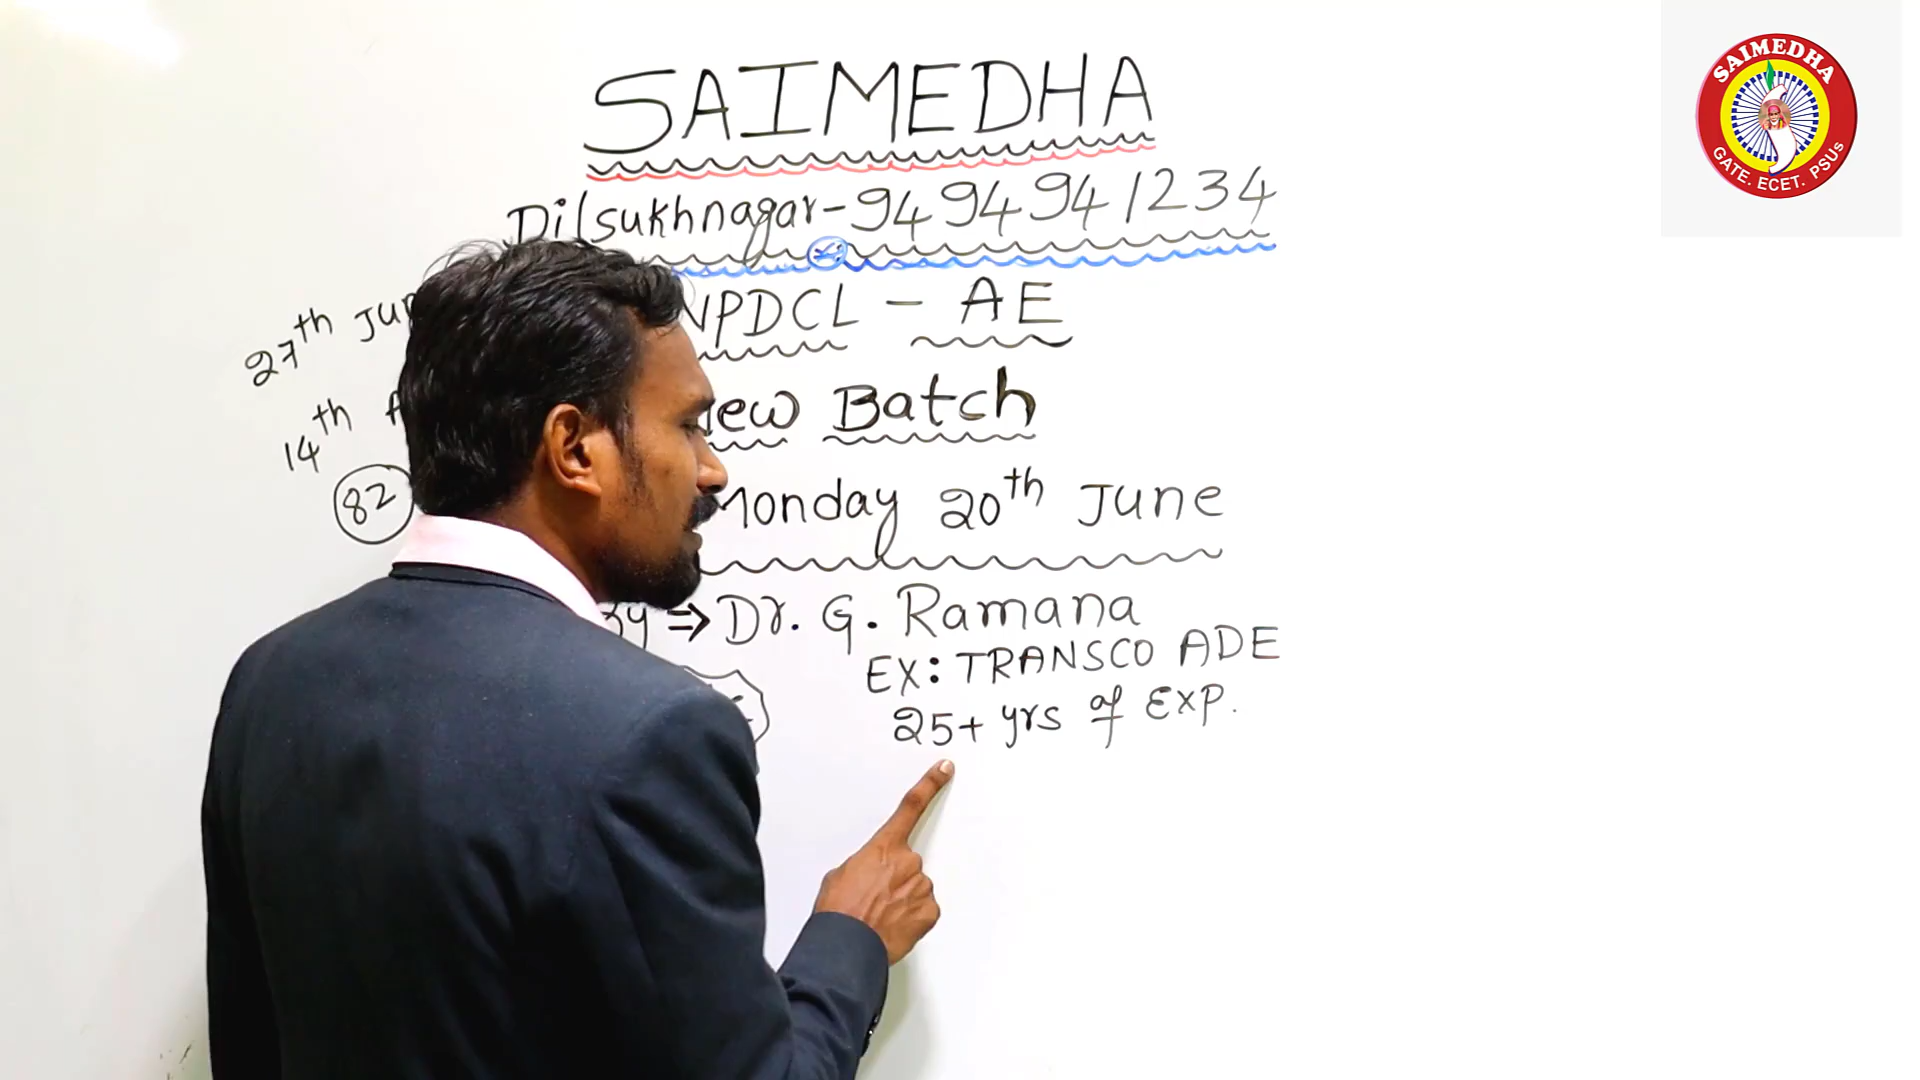 SAIMEDHA
Dilsukhnagar - 9494941234
NPDCL - AE
New Batch
Monday 20th June
⇒ Dr. G. Ramana
EX: TRANSCO ADE
25+ yrs of EXP.
27th
14th
82
SAIMEDHA
GATE. ECET. PSUs